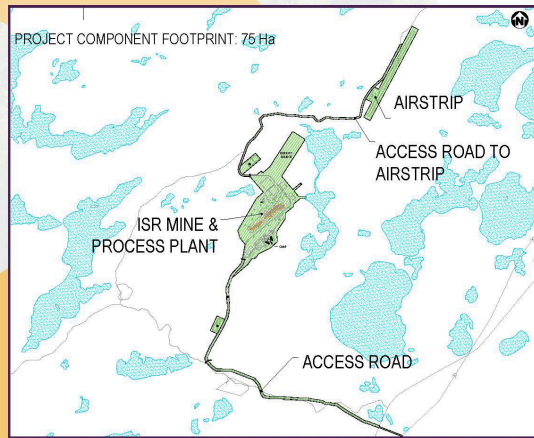 N
PROJECT COMPONENT FOOTPRINT: 75 Ha
AIRSTRIP
ACCESS ROAD TO
AIRSTRIP
ISR MINE &
PROCESS PLANT
ACCESS ROAD